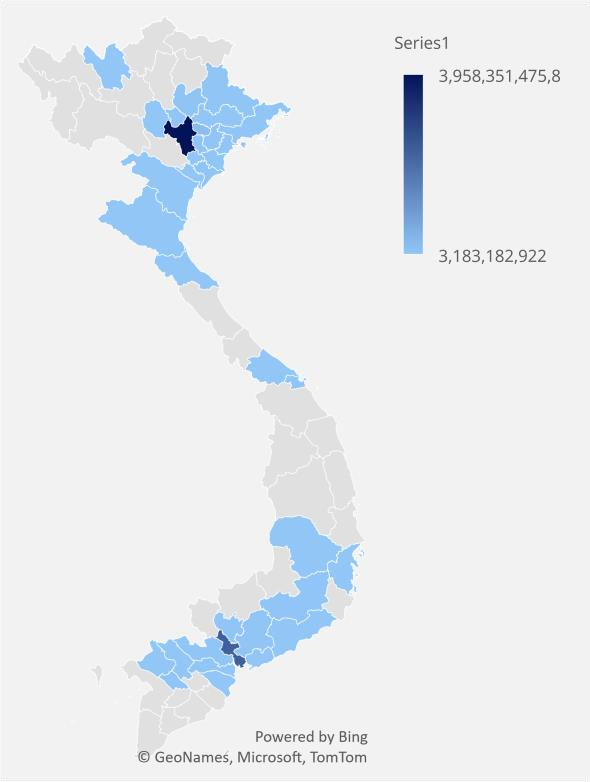 Series1
3,958,351,475,8
3,183,182,922
Powered by Bing
© GeoNames, Microsoft, TomTom